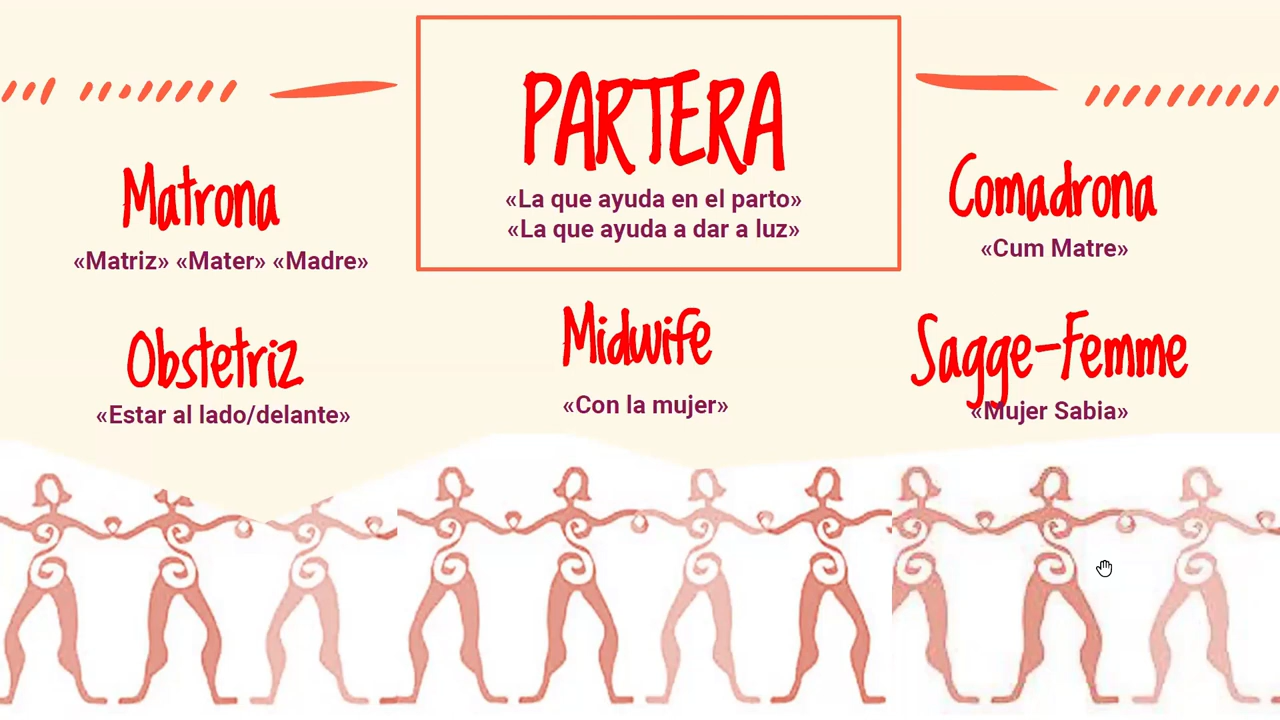 PARTERA
«La que ayuda en el parto»
«La que ayuda a dar a luz»
Matrona
«Matriz» «Mater» «Madre»
Comadrona
«Cum Matre»
Obstetriz
«Estar al lado/delante»
Midwife
«Con la mujer»
Sagge-Femme
«Mujer Sabia»